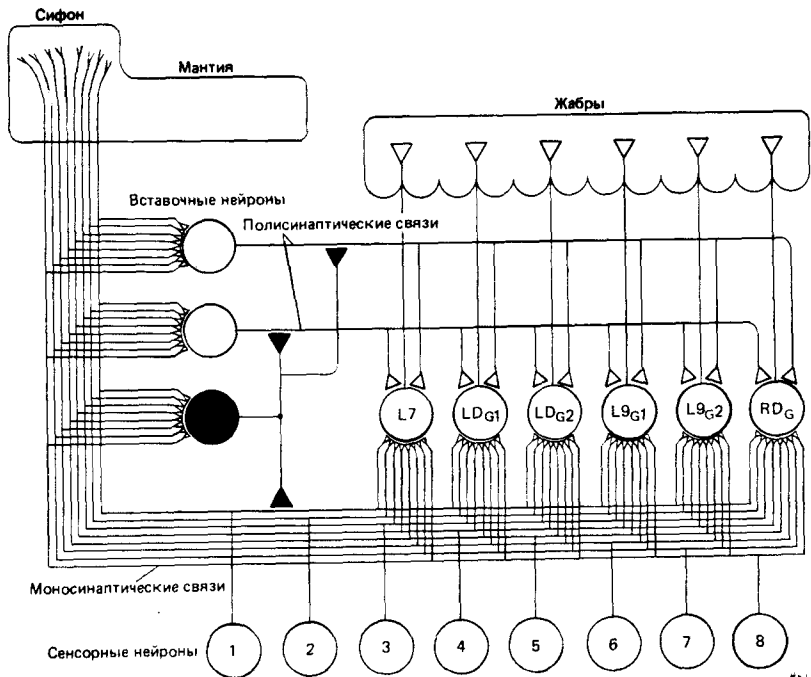 Сифон
Мантия
Жабры
Вставочные нейроны
Полисинаптические связи
L7
LDG1
LDG2
L9G1
L9G2
RDG
Моносинаптические связи
Сенсорные нейроны
1
2
3
4
5
6
7
8